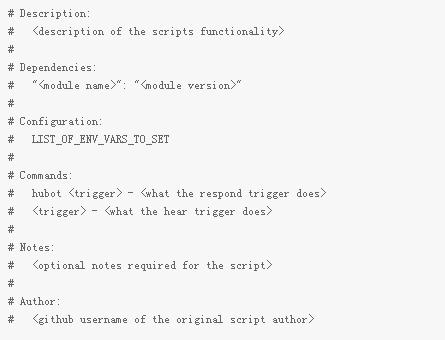 # Description:
#   <description of the scripts functionality>
#
# Dependencies:
#   "<module name>": "<module version>"
#
# Configuration:
#   LIST_OF_ENV_VARS_TO_SET
#
# Commands:
#   hubot <trigger> - <what the respond trigger does>
#   <trigger> - <what the hear trigger does>
#
# Notes:
#   <optional notes required for the script>
#
# Author:
#   <github username of the original script author>